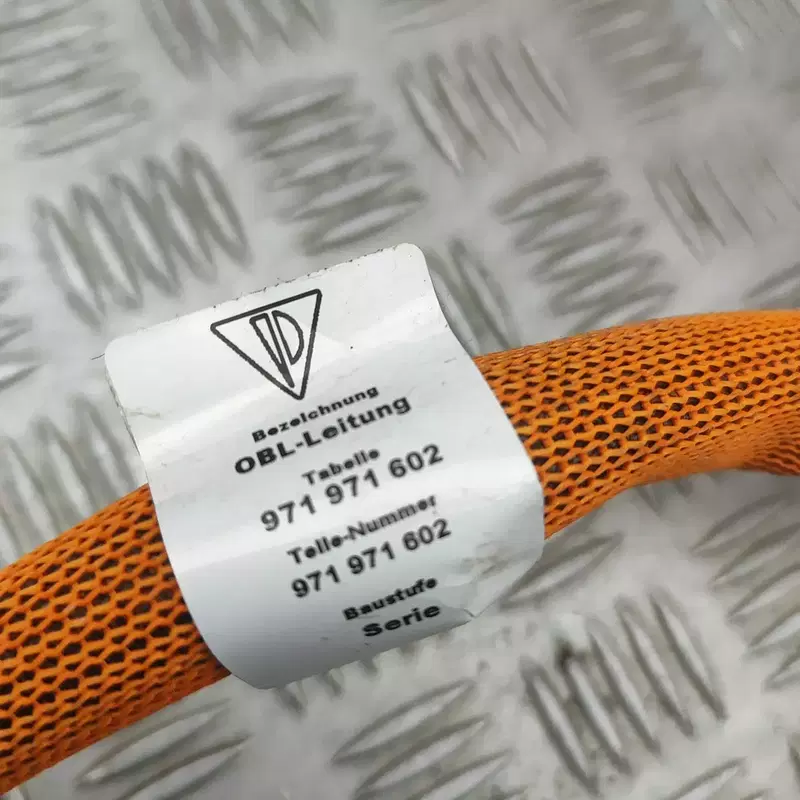 Bezeichnung
OBL-Leitung
Tabelle
971 971 602
Teile-Nummer
971 971 602
Baustufe
Serie